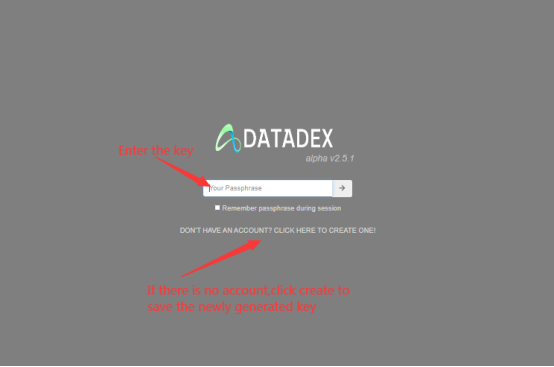 DATADEX
alpha v2.5.1
Enter the key
Your Passphrase
Remember passphrase during session
DON'T HAVE AN ACCOUNT? CLICK HERE TO CREATE ONE!
If there is no account,click create to
save the newly generated key